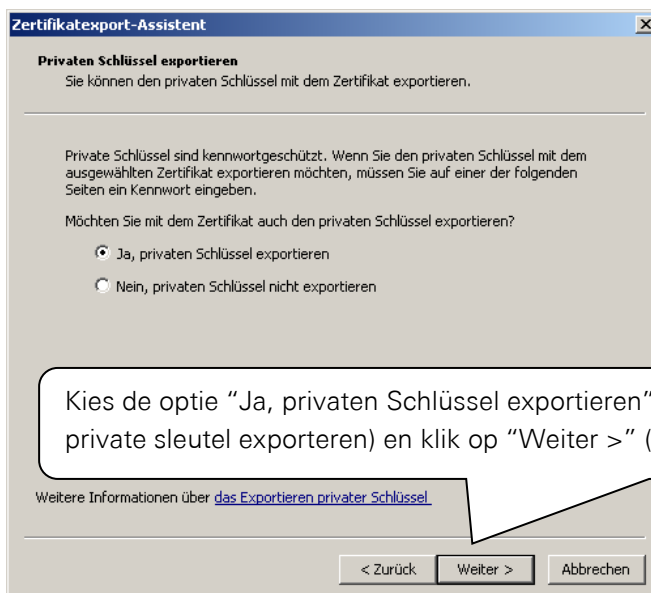 Zertifikatexport-Assistent
Privaten Schlüssel exportieren
Sie können den privaten Schlüssel mit dem Zertifikat exportieren.
Private Schlüssel sind kennwortgeschützt. Wenn Sie den privaten Schlüssel mit dem
ausgewählten Zertifikat exportieren möchten, müssen Sie auf einer der folgenden
Seiten ein Kennwort eingeben.
Möchten Sie mit dem Zertifikat auch den privaten Schlüssel exportieren?
Ja, privaten Schlüssel exportieren
Nein, privaten Schlüssel nicht exportieren
Kies de optie “Ja, privaten Schlüssel exportieren”
private sleutel exporteren) en klik op “Weiter >” (
Weitere Informationen über das Exportieren privater Schlüssel
< Zurück Weiter > Abbrechen